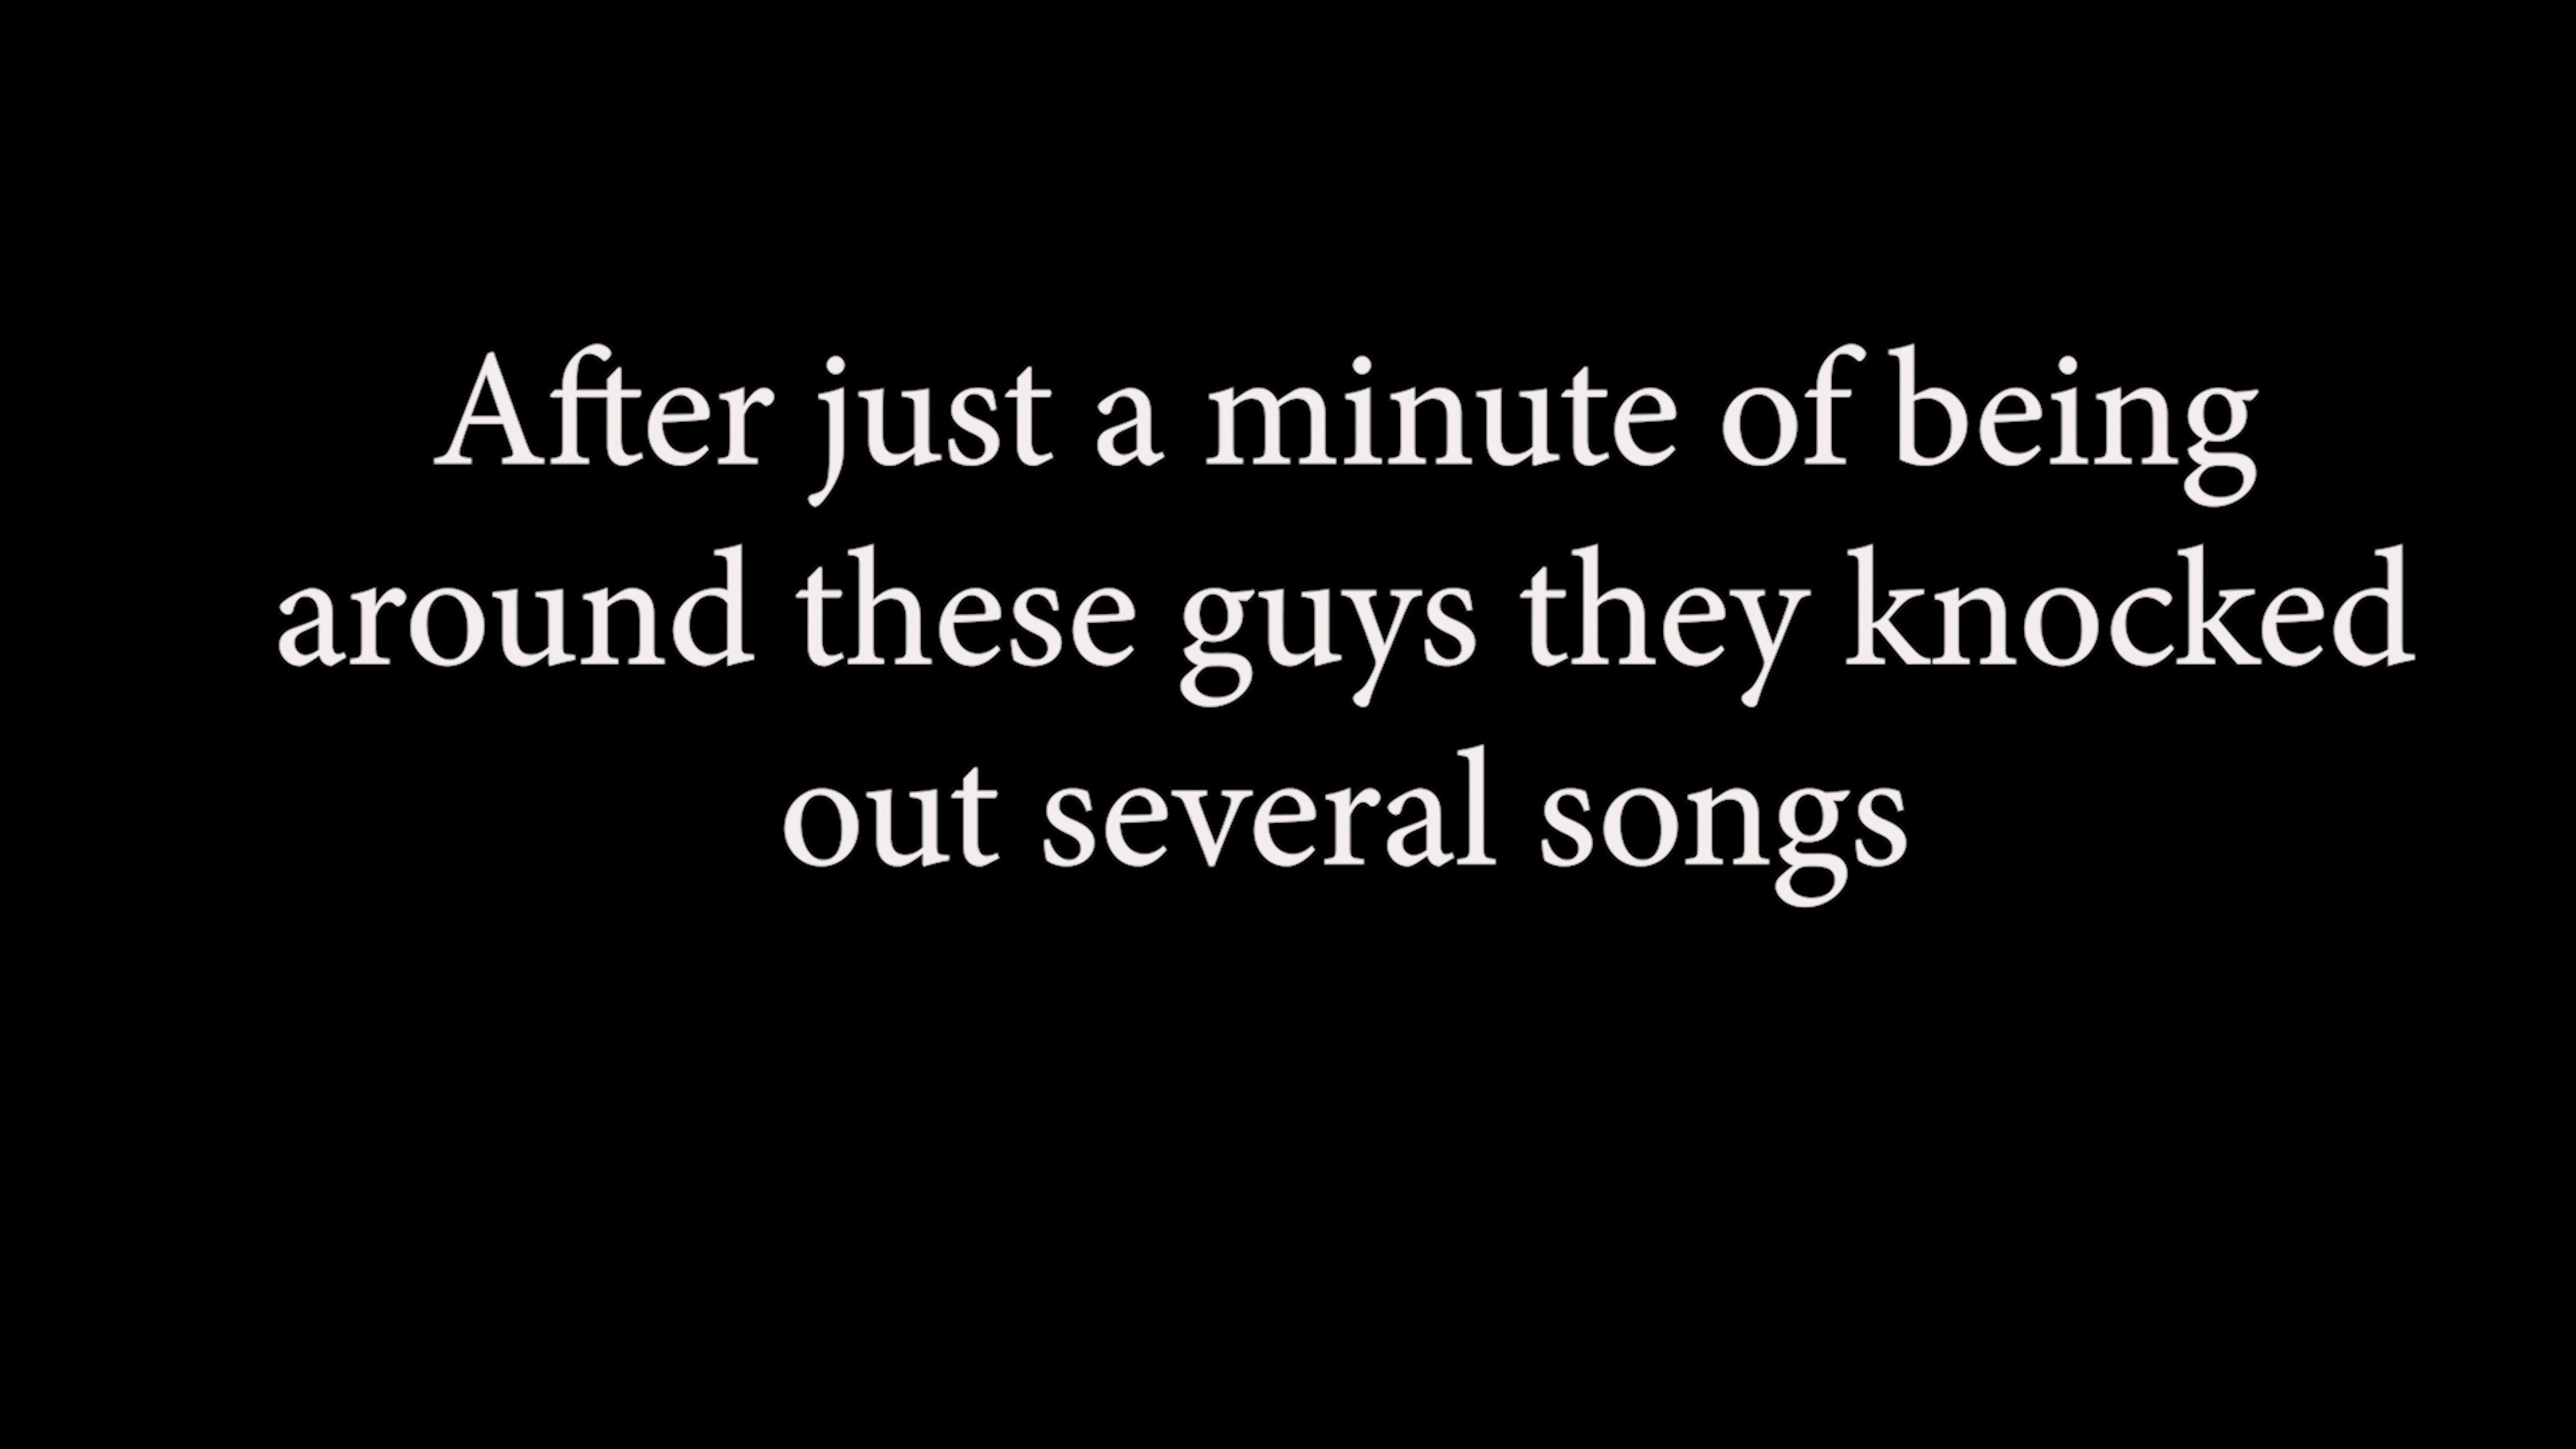 After just a minute of being
around these guys they knocked
out several songs